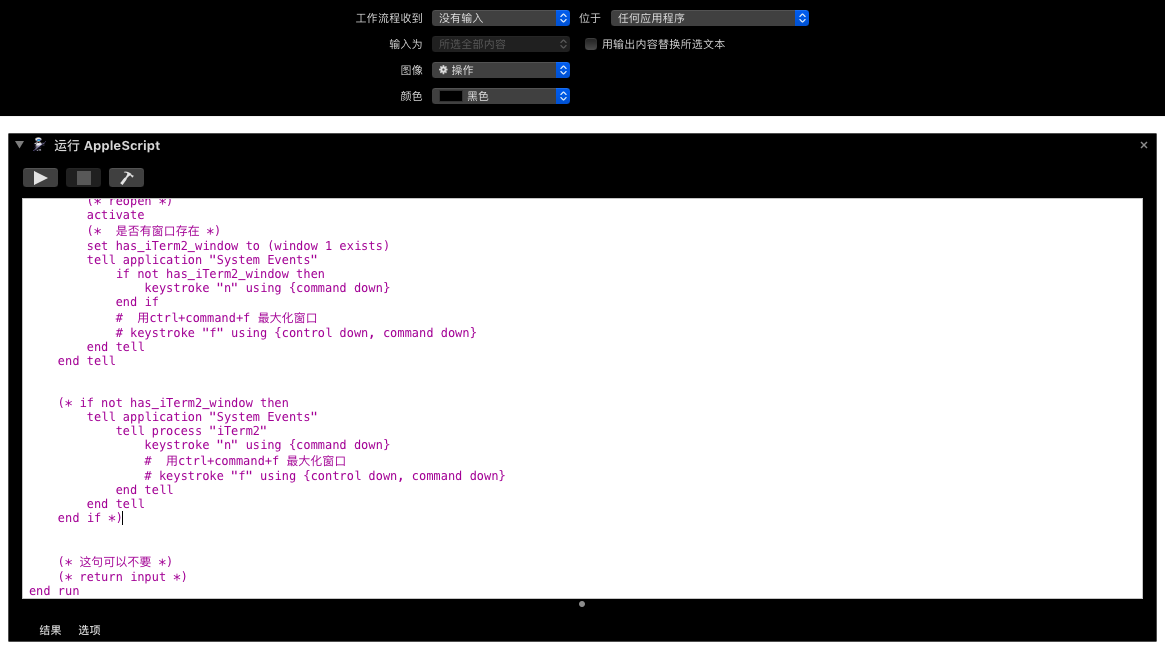 工作流程收到 没有输入 位于 任何应用程序
输入为 所选全部内容 用输出内容替换所选文本
图像 操作
颜色 黑色
运行 AppleScript
(* reopen *)
activate
(* 是否有窗口存在 *)
set has_iTerm2_window to (window 1 exists)
tell application "System Events"
if not has_iTerm2_window then
keystroke "n" using {command down}
end if
# 用ctrl+command+f 最大化窗口
# keystroke "f" using {control down, command down}
end tell
end tell
(* if not has_iTerm2_window then
tell application "System Events"
tell process "iTerm2"
keystroke "n" using {command down}
# 用ctrl+command+f 最大化窗口
# keystroke "f" using {control down, command down}
end tell
end tell
end if *)
(* 这句可以不要 *)
(* return input *)
end run
结果 选项